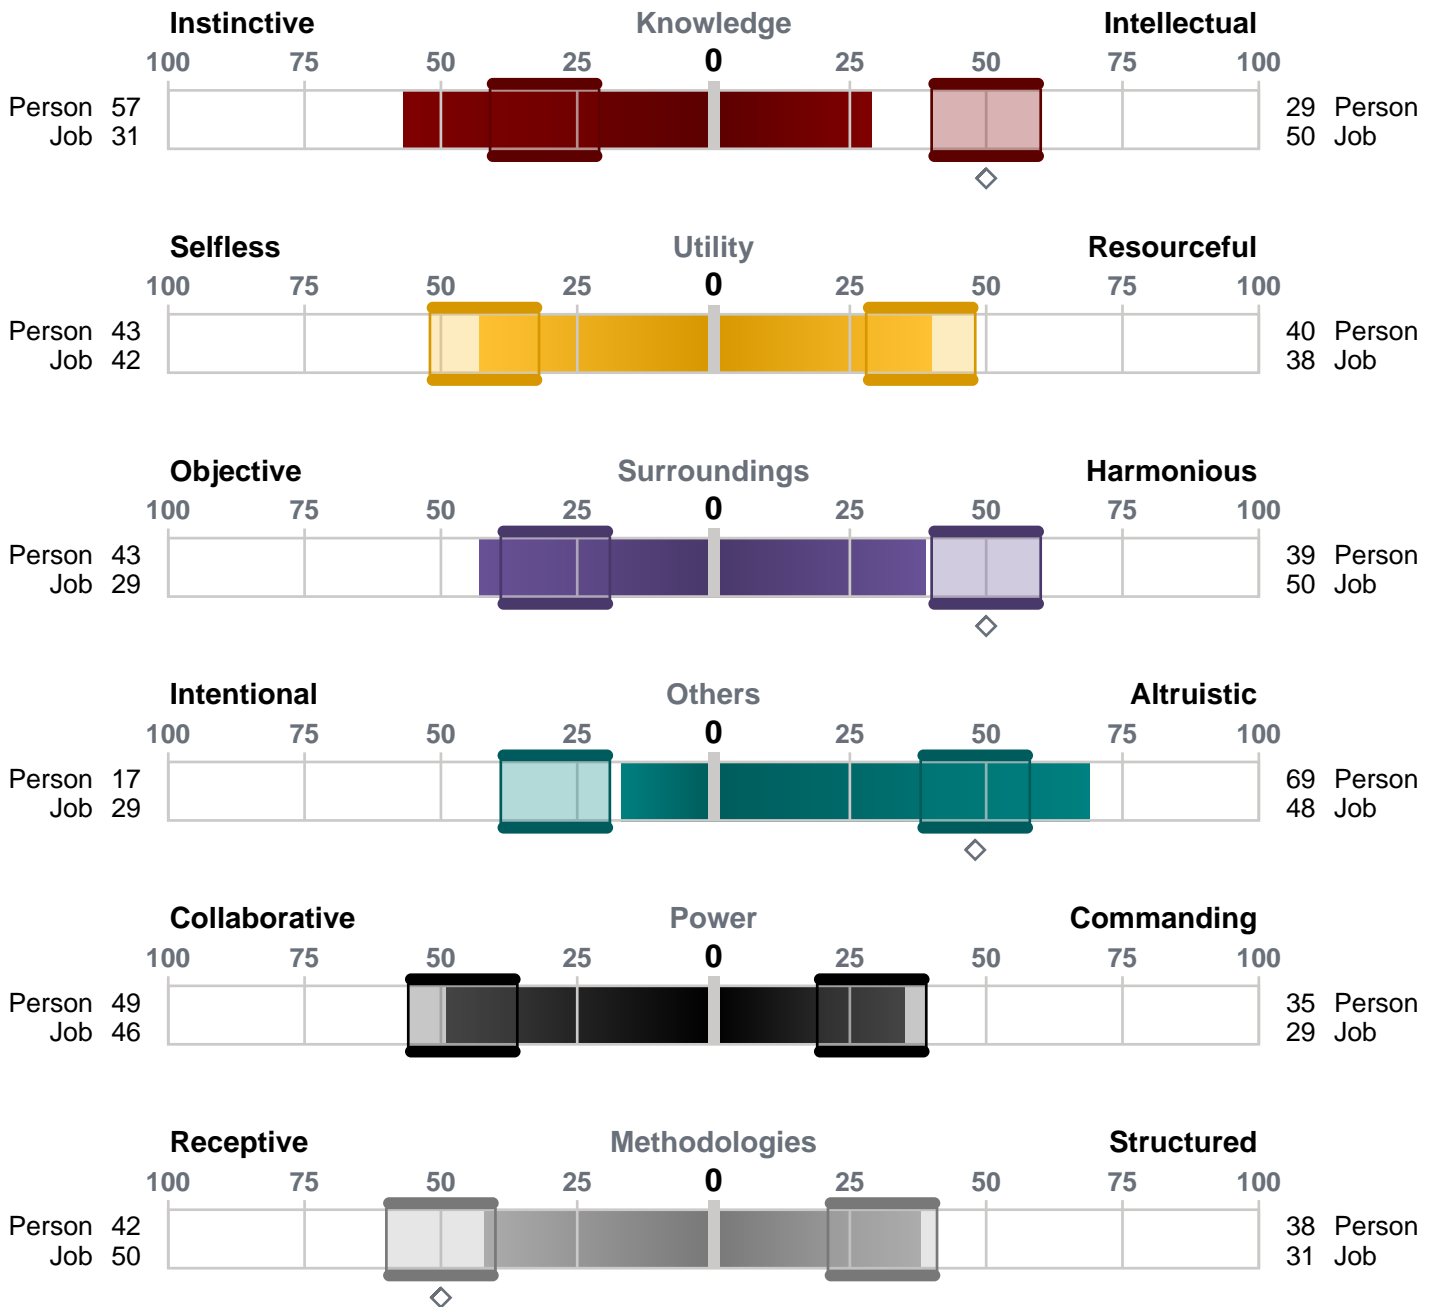 Instinctive Knowledge Intellectual
100 75 50 25 0 25 50 75 100
Person 57 29 Person
Job 31 50 Job
Selfless Utility Resourceful
100 75 50 25 0 25 50 75 100
Person 43 40 Person
Job 42 38 Job
Objective Surroundings Harmonious
100 75 50 25 0 25 50 75 100
Person 43 39 Person
Job 29 50 Job
Intentional Others Altruistic
100 75 50 25 0 25 50 75 100
Person 17 69 Person
Job 29 48 Job
Collaborative Power Commanding
100 75 50 25 0 25 50 75 100
Person 49 35 Person
Job 46 29 Job
Receptive Methodologies Structured
100 75 50 25 0 25 50 75 100
Person 42 38 Person
Job 50 31 Job